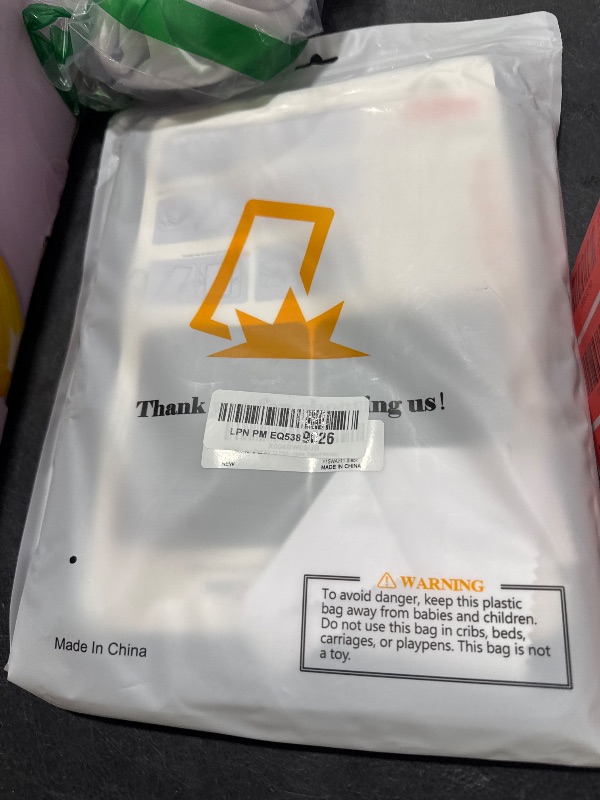 Thank ing us!
LPN PM EQ538 9626
NEW
MADE IN CHINA
WARNING
To avoid danger, keep this plastic
bag away from babies and children.
Do not use this bag in cribs, beds,
carriages, or playpens. This bag is not
a toy.
Made In China